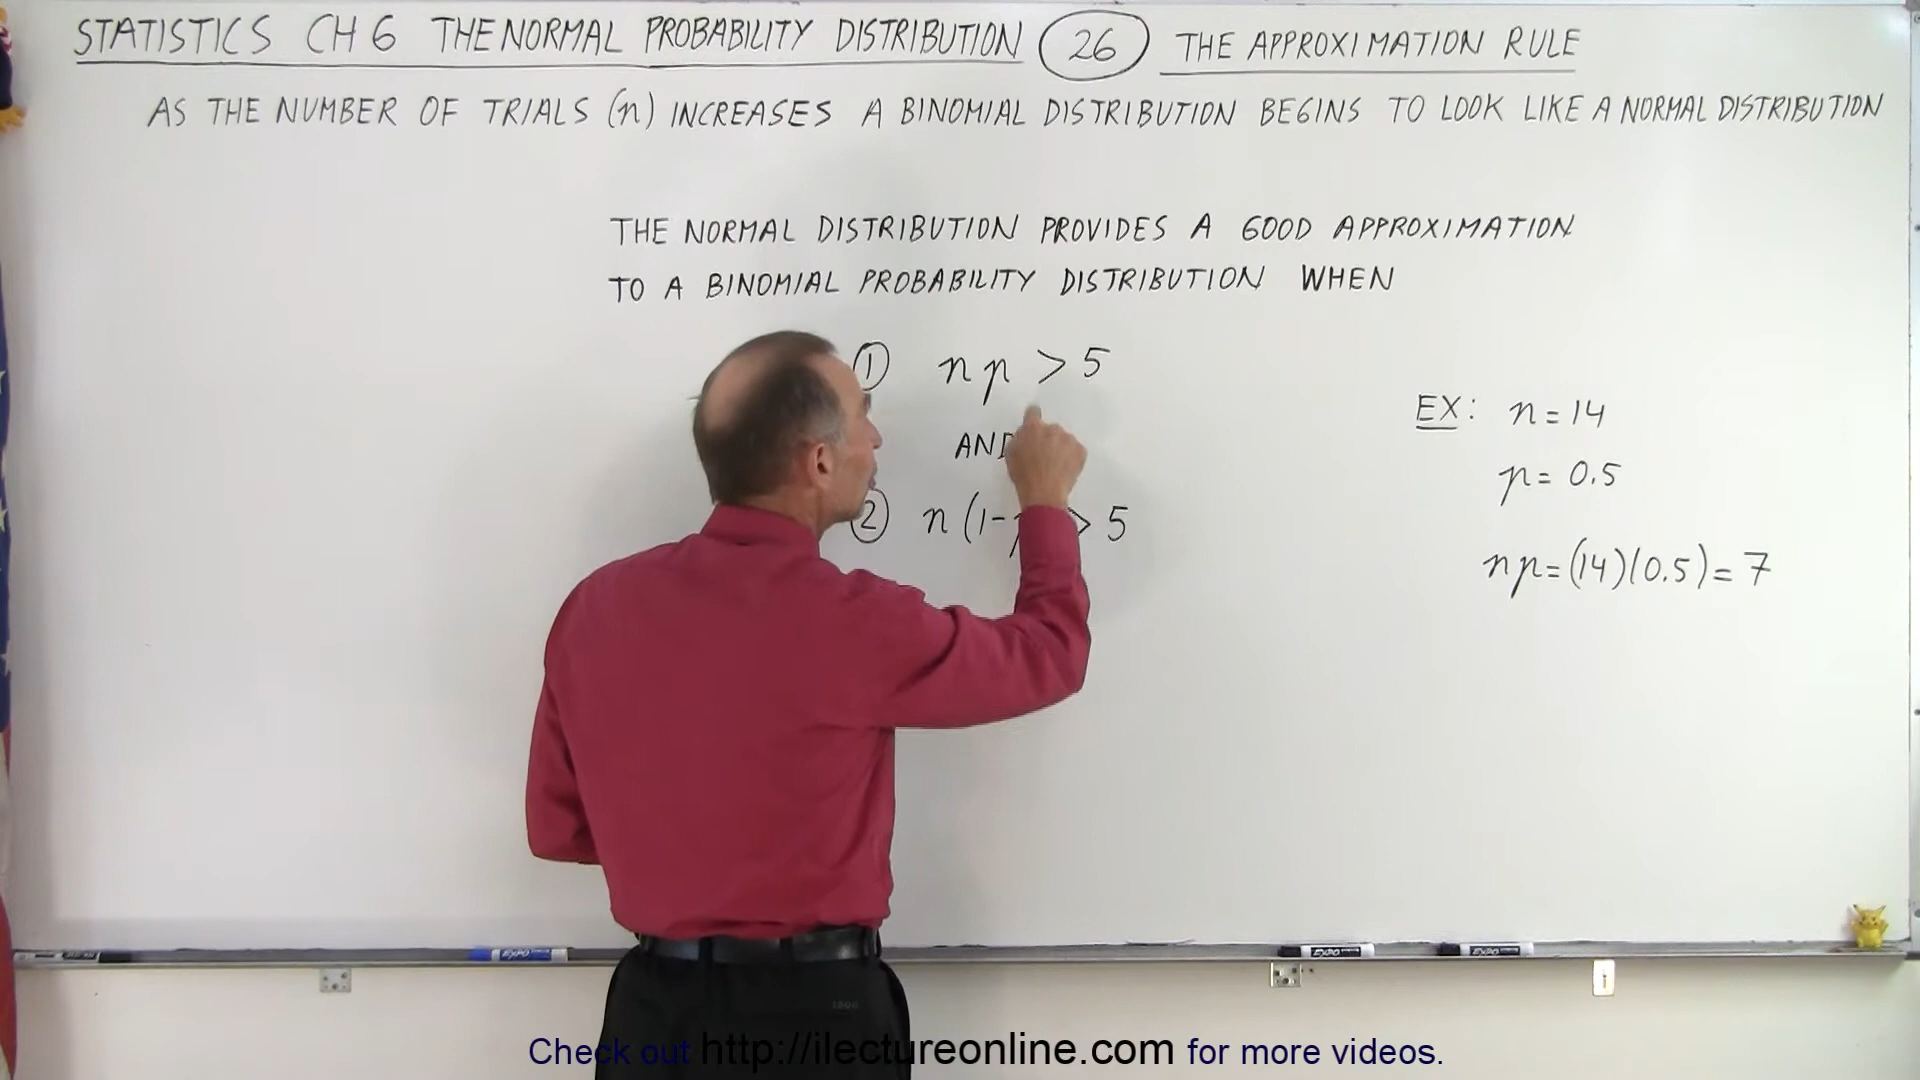 STATISTICS CH 6 THE NORMAL PROBABILITY DISTRIBUTION 26 THE APPROXIMATION RULE
AS THE NUMBER OF TRIALS (n) INCREASES A BINOMIAL DISTRIBUTION BEGINS TO LOOK LIKE A NORMAL DISTRIBUTION
THE NORMAL DISTRIBUTION PROVIDES A GOOD APPROXIMATION
TO A BINOMIAL PROBABILITY DISTRIBUTION WHEN
1 np > 5
AND
2 n(1-p > 5
EX: n = 14
p = 0.5
np = (14)(0.5) = 7
Check out http://ilectureonline.com for more videos.